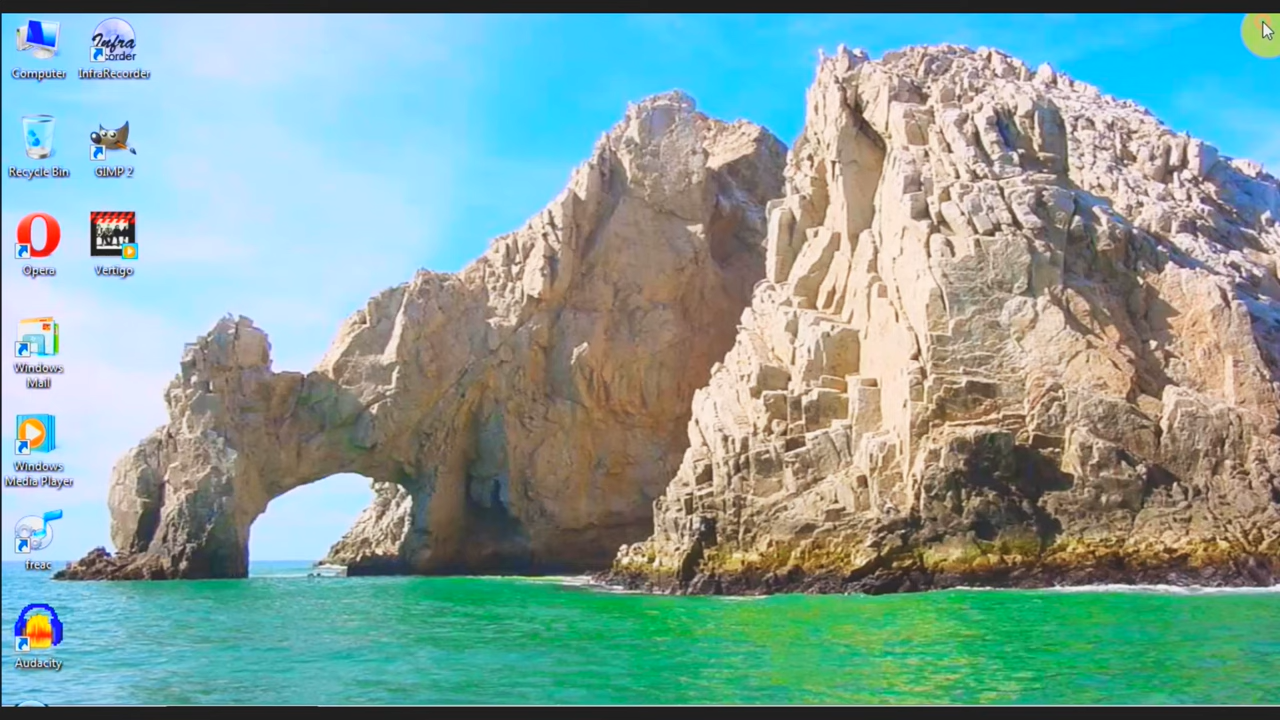 Computer
Infra
Recorder
InfraRecorder
Recycle Bin
GIMP 2
Opera
Vertigo
Windows
Mail
Windows
Media Player
freac
Audacity